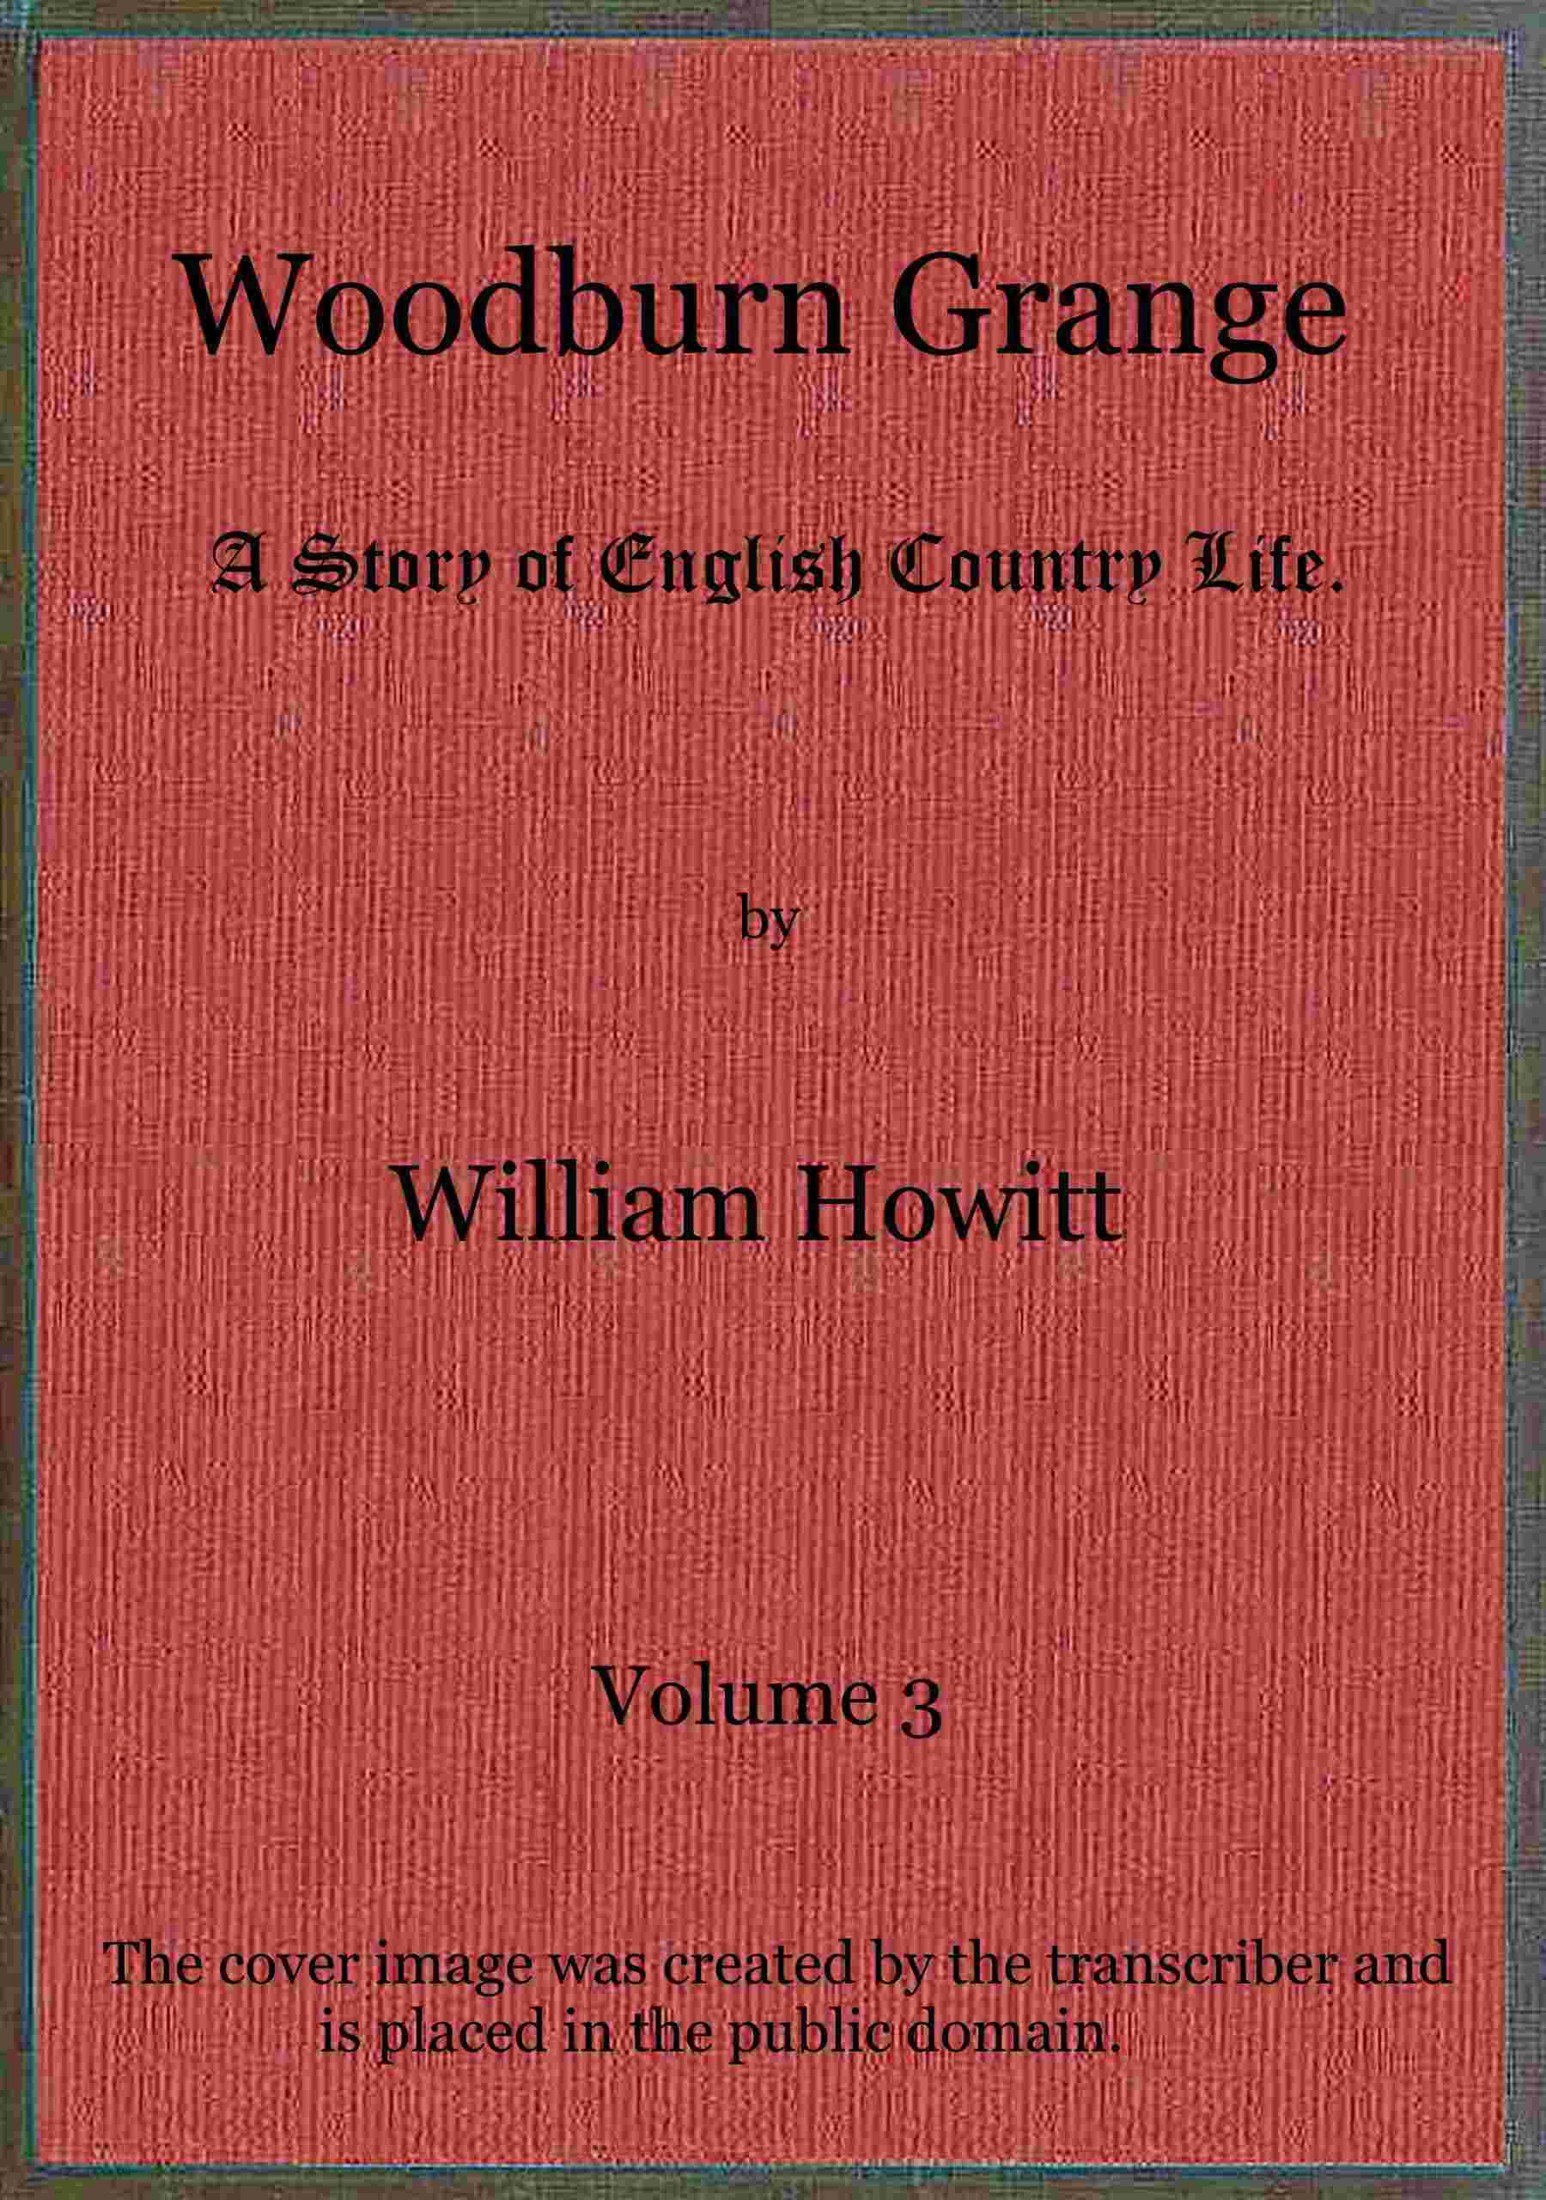 Woodburn Grange
A Story of English Country Life.
by
William Howitt
Volume 3
The cover image was created by the transcriber and
is placed in the public domain.